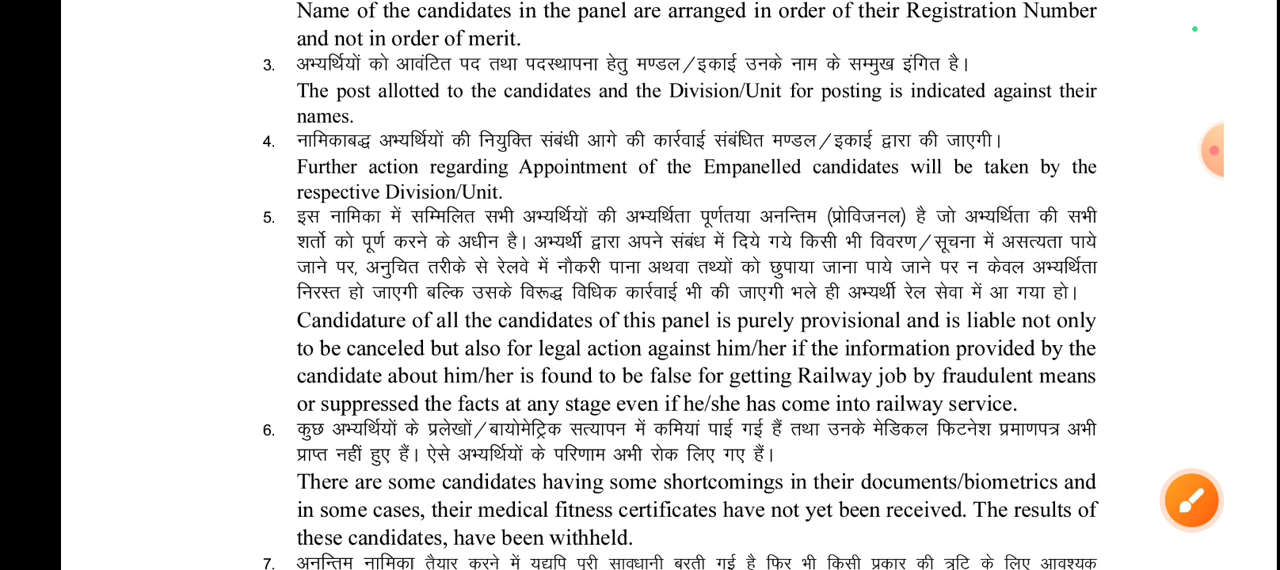 Name of the candidates in the panel are arranged in order of their Registration Number
and not in order of merit.
3. अभ्यर्थियों को आवंटित पद तथा पदस्थापना हेतु मण्डल/इकाई उनके नाम के सम्मुख इंगित है।
The post allotted to the candidates and the Division/Unit for posting is indicated against their
names.
4. नामिकाबद्ध अभ्यर्थियों की नियुक्ति संबंधी आगे की कार्रवाई संबंधित मण्डल/इकाई द्वारा की जाएगी।
Further action regarding Appointment of the Empanelled candidates will be taken by the
respective Division/Unit.
5. इस नामिका में सम्मिलित सभी अभ्यर्थियों की अभ्यर्थिता पूर्णतया अनन्तिम (प्रोविजनल) है जो अभ्यर्थिता की सभी
शर्तो को पूर्ण करने के अधीन है। अभ्यर्थी द्वारा अपने संबंध में दिये गये किसी भी विवरण/सूचना में असत्यता पाये
जाने पर, अनुचित तरीके से रेलवे में नौकरी पाना अथवा तथ्यों को छुपाया जाना पाये जाने पर न केवल अभ्यर्थिता
निरस्त हो जाएगी बल्कि उसके विरूद्ध विधिक कार्रवाई भी की जाएगी भले ही अभ्यर्थी रेल सेवा में आ गया हो।
Candidature of all the candidates of this panel is purely provisional and is liable not only
to be canceled but also for legal action against him/her if the information provided by the
candidate about him/her is found to be false for getting Railway job by fraudulent means
or suppressed the facts at any stage even if he/she has come into railway service.
6. कुछ अभ्यर्थियों के प्रलेखों/बायोमेट्रिक सत्यापन में कमियां पाई गई हैं तथा उनके मेडिकल फिटनेश प्रमाणपत्र अभी
प्राप्त नहीं हुए हैं। ऐसे अभ्यर्थियों के परिणाम अभी रोक लिए गए हैं।
There are some candidates having some shortcomings in their documents/biometrics and
in some cases, their medical fitness certificates have not yet been received. The results of
these candidates, have been withheld.
7. अनन्तिम नामिका तैयार करने में यद्यपि पूरी सावधानी बरती गई है फिर भी किसी प्रकार की त्रुटि के लिए आवश्यक